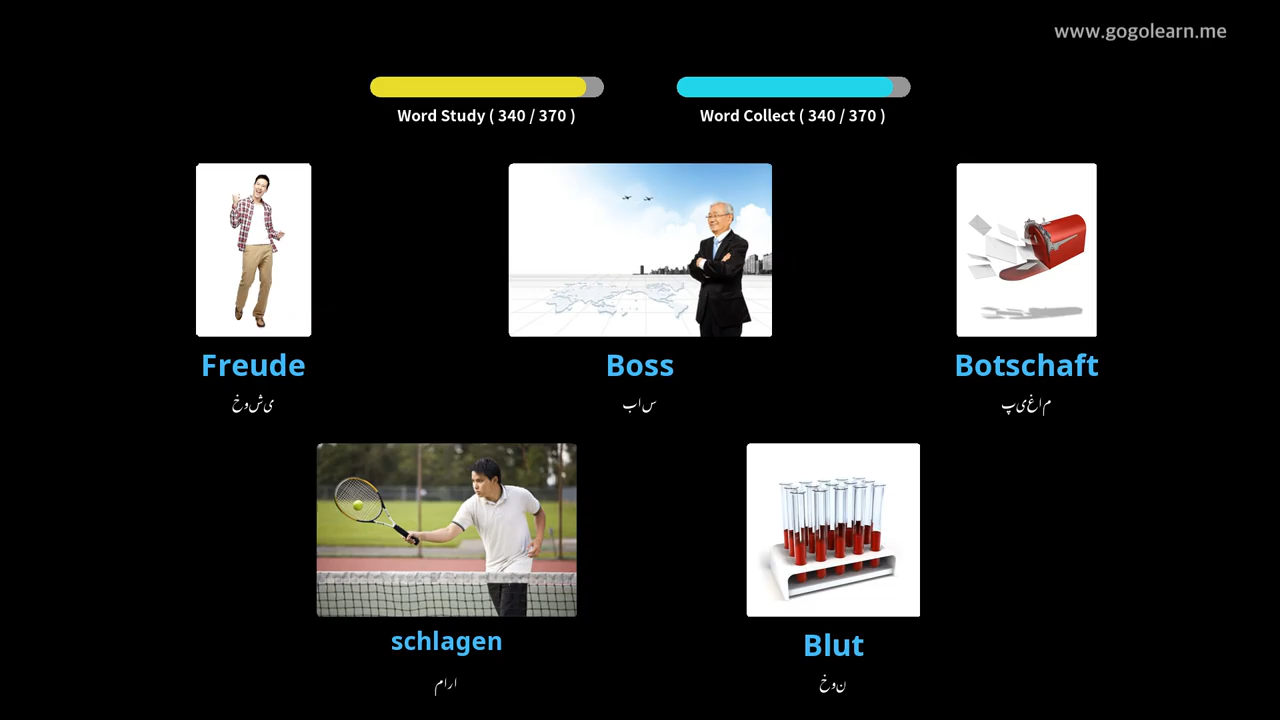 www.gogolearn.me
Word Study ( 340 / 370 )
Word Collect ( 340 / 370 )
Freude
خوشی
Boss
باس
Botschaft
پیغام
schlagen
مارا
Blut
خون